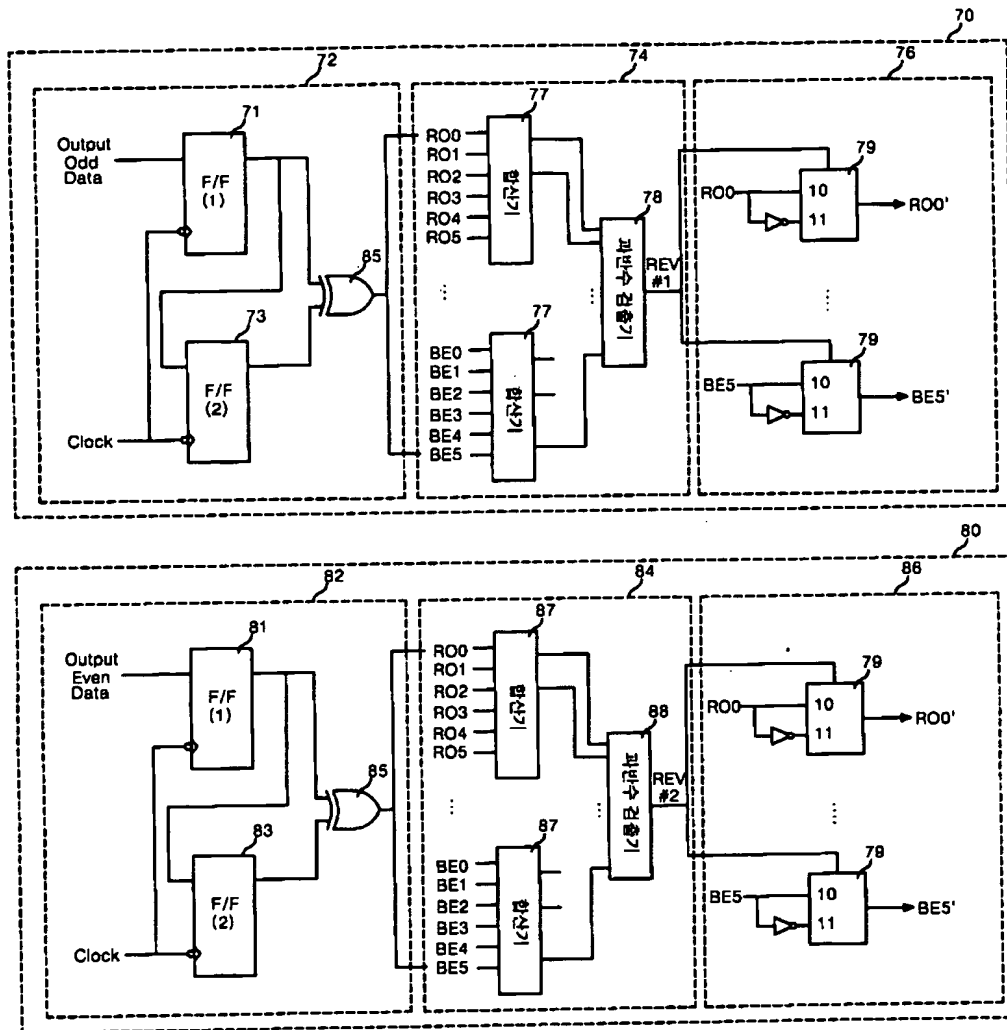 70
72
74
76
71
77
79
Output
Odd
Data
F/F
(1)
RO0
RO1
RO2
RO3
RO4
RO5
합산기
78
RO0
10
11
RO0'
85
과반수 검출기
REV
#1
...
...
....
73
77
79
F/F
(2)
BE0
BE1
BE2
BE3
BE4
BE5
합산기
BE5
10
11
BE5'
Clock
80
82
84
86
81
87
79
Output
Even
Data
F/F
(1)
RO0
RO1
RO2
RO3
RO4
RO5
합산기
88
RO0
10
11
RO0'
85
과반수 검출기
REV
#2
...
...
....
83
87
79
F/F
(2)
BE0
BE1
BE2
BE3
BE4
BE5
합산기
BE5
10
11
BE5'
Clock